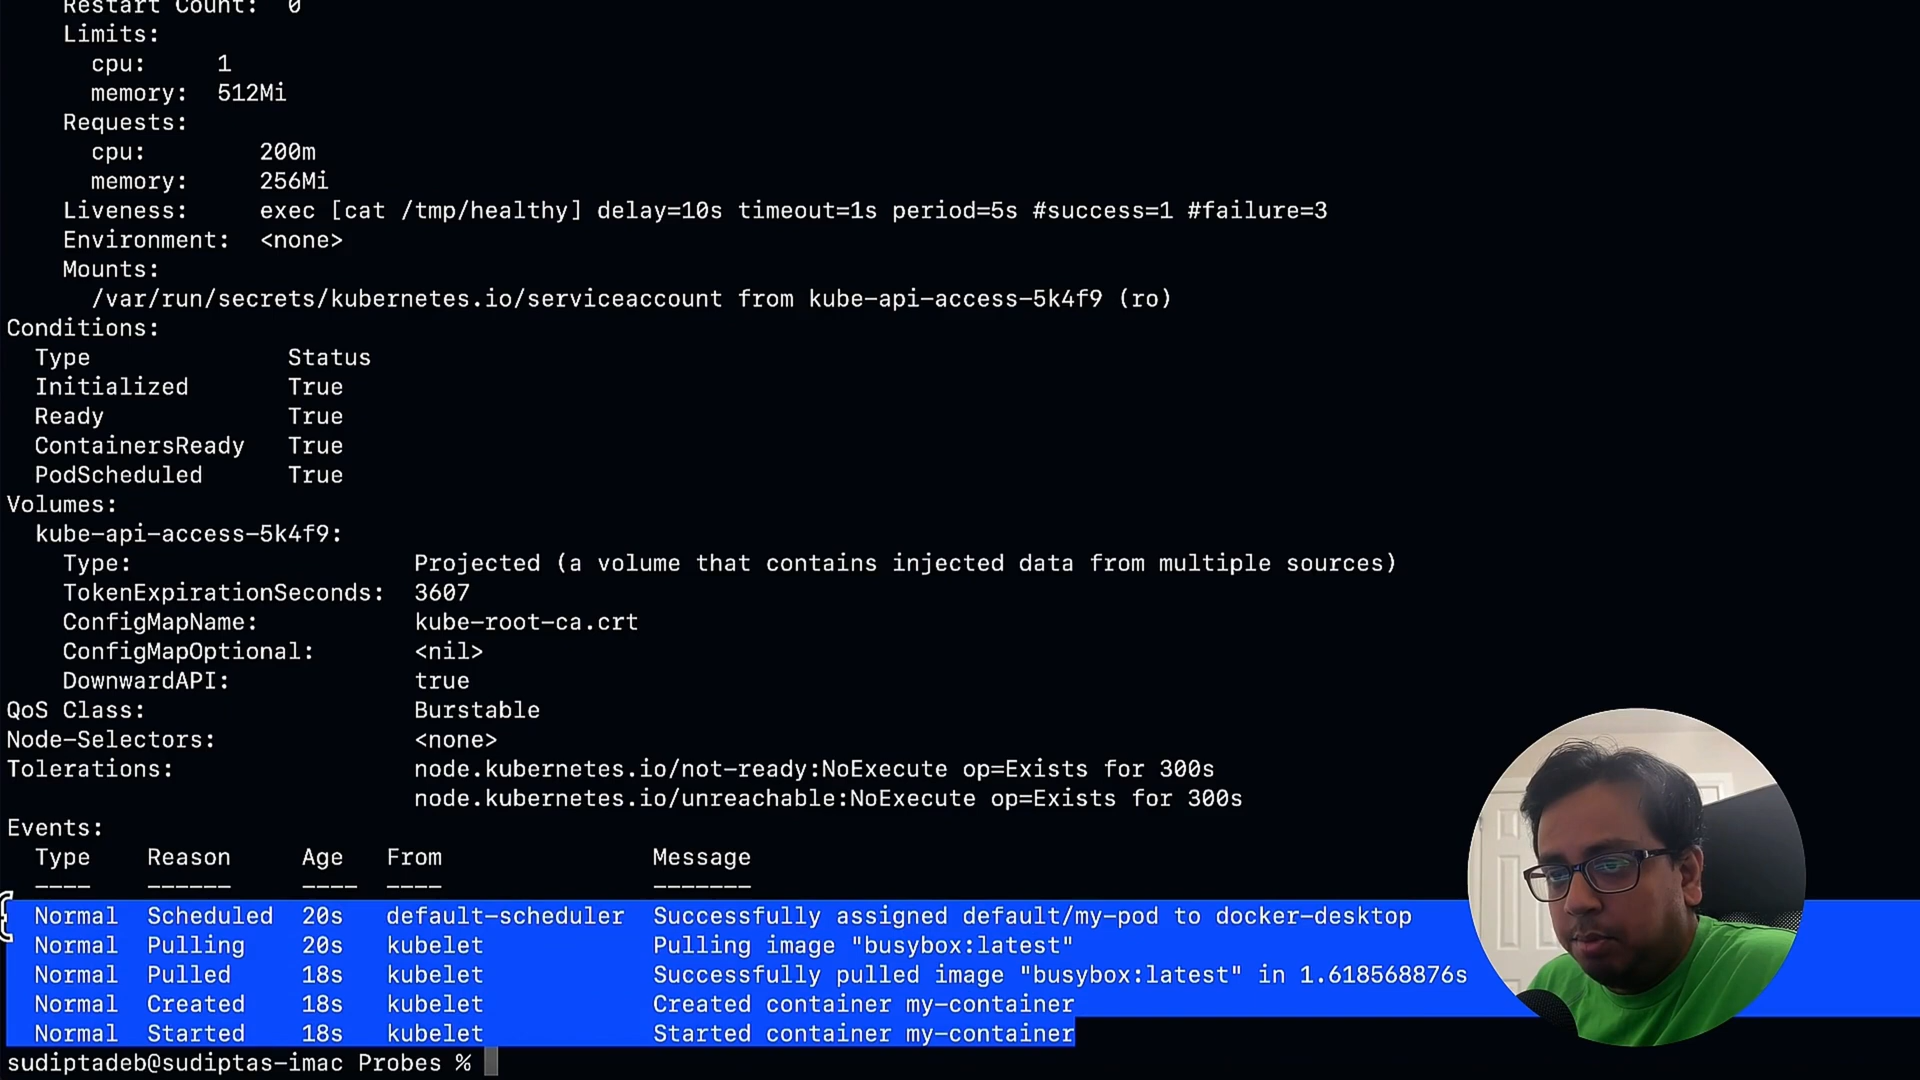 Restart Count: 0
Limits:
cpu: 1
memory: 512Mi
Requests:
cpu: 200m
memory: 256Mi
Liveness: exec [cat /tmp/healthy] delay=10s timeout=1s period=5s #success=1 #failure=3
Environment: <none>
Mounts:
/var/run/secrets/kubernetes.io/serviceaccount from kube-api-access-5k4f9 (ro)
Conditions:
Type Status
Initialized True
Ready True
ContainersReady True
PodScheduled True
Volumes:
kube-api-access-5k4f9:
Type: Projected (a volume that contains injected data from multiple sources)
TokenExpirationSeconds: 3607
ConfigMapName: kube-root-ca.crt
ConfigMapOptional: <nil>
DownwardAPI: true
QoS Class: Burstable
Node-Selectors: <none>
Tolerations: node.kubernetes.io/not-ready:NoExecute op=Exists for 300s
node.kubernetes.io/unreachable:NoExecute op=Exists for 300s
Events:
Type Reason Age From Message
---- ------ ---- ---- -------
Normal Scheduled 20s default-scheduler Successfully assigned default/my-pod to docker-desktop
Normal Pulling 20s kubelet Pulling image "busybox:latest"
Normal Pulled 18s kubelet Successfully pulled image "busybox:latest" in 1.618568876s
Normal Created 18s kubelet Created container my-container
Normal Started 18s kubelet Started container my-container
sudiptadeb@sudiptas-imac Probes %